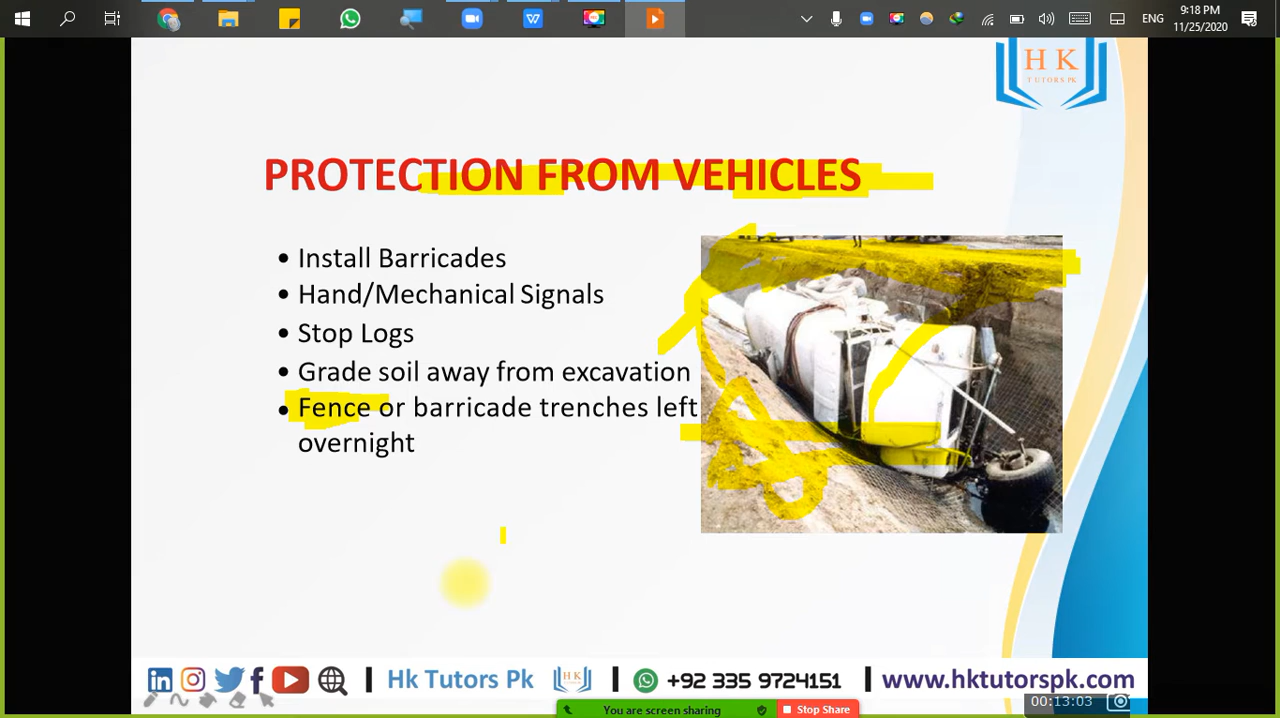 ENG
9:18 PM
11/25/2020
H K
TUTORS PK
PROTECTION FROM VEHICLES
• Install Barricades
• Hand/Mechanical Signals
• Stop Logs
• Grade soil away from excavation
• Fence or barricade trenches left
overnight
Hk Tutors Pk
HK
+92 335 9724151
www.hktutorspk.com
00:13:03
You are screen sharing
Stop Share